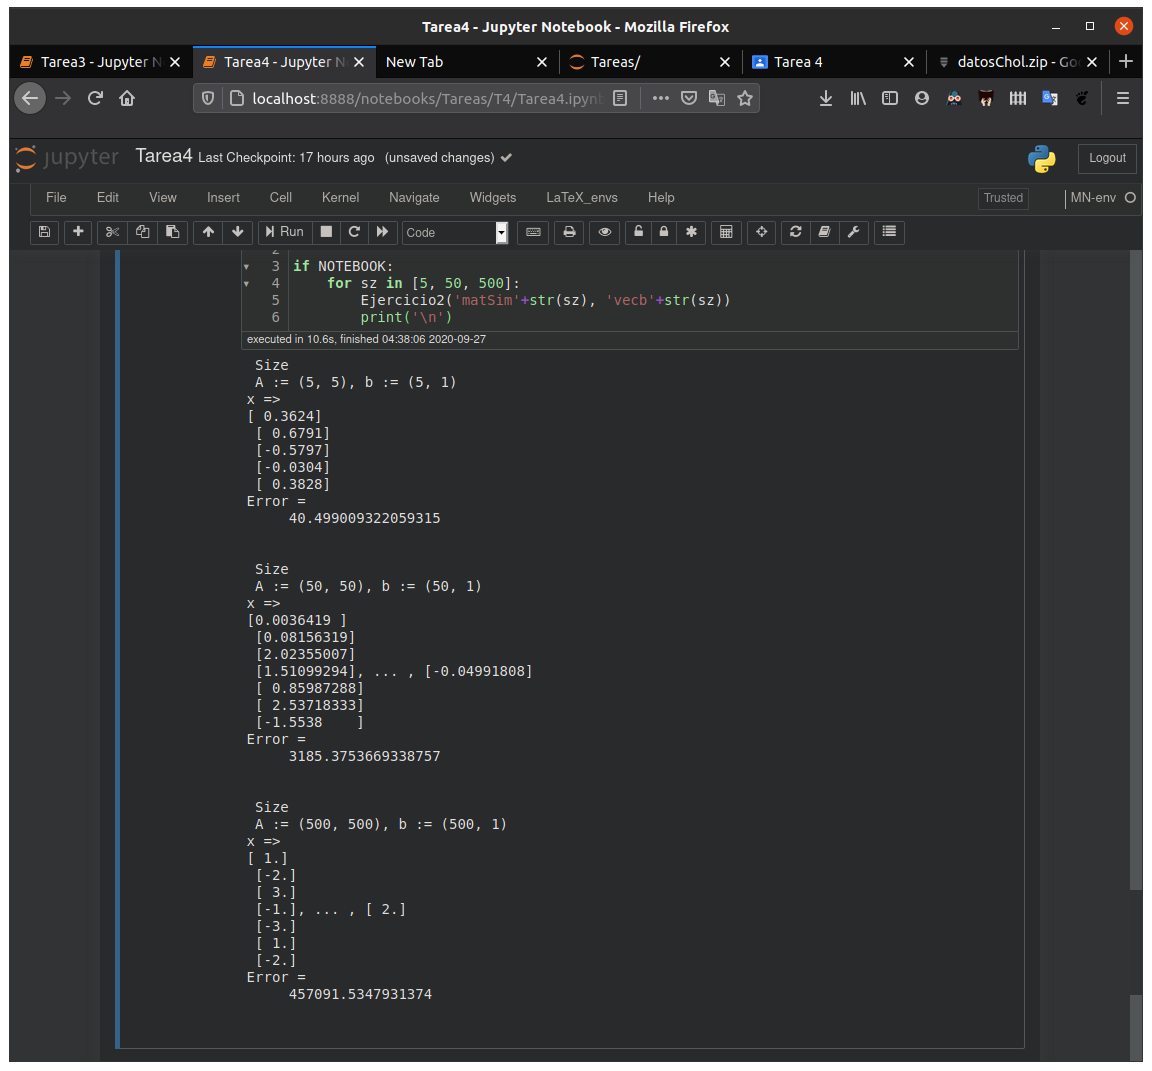 Tarea4 - Jupyter Notebook - Mozilla Firefox
Tarea3 - Jupyter N
Tarea4 - Jupyter N
New Tab
Tareas/
Tarea 4
datosChol.zip - Go
localhost:8888/notebooks/Tareas/T4/Tarea4.ipynb
jupyter Tarea4 Last Checkpoint: 17 hours ago (unsaved changes)
Logout
File Edit View Insert Cell Kernel Navigate Widgets LaTeX_envs Help
Trusted
MN-env
Run
Code
2
3 if NOTEBOOK:
4     for sz in [5, 50, 500]:
5         Ejercicio2('matSim'+str(sz), 'vecb'+str(sz))
6         print('\n')
executed in 10.6s, finished 04:38:06 2020-09-27
 Size
 A := (5, 5), b := (5, 1)
x =>
[ 0.3624]
 [ 0.6791]
 [-0.5797]
 [-0.0304]
 [ 0.3828]
Error =
     40.499009322059315
 Size
 A := (50, 50), b := (50, 1)
x =>
[0.0036419 ]
 [0.08156319]
 [2.02355007]
 [1.51099294], ... , [-0.04991808]
 [ 0.85987288]
 [ 2.53718333]
 [-1.5538    ]
Error =
     3185.3753669338757
 Size
 A := (500, 500), b := (500, 1)
x =>
[ 1.]
 [-2.]
 [ 3.]
 [-1.], ... , [ 2.]
 [-3.]
 [ 1.]
 [-2.]
Error =
     457091.5347931374